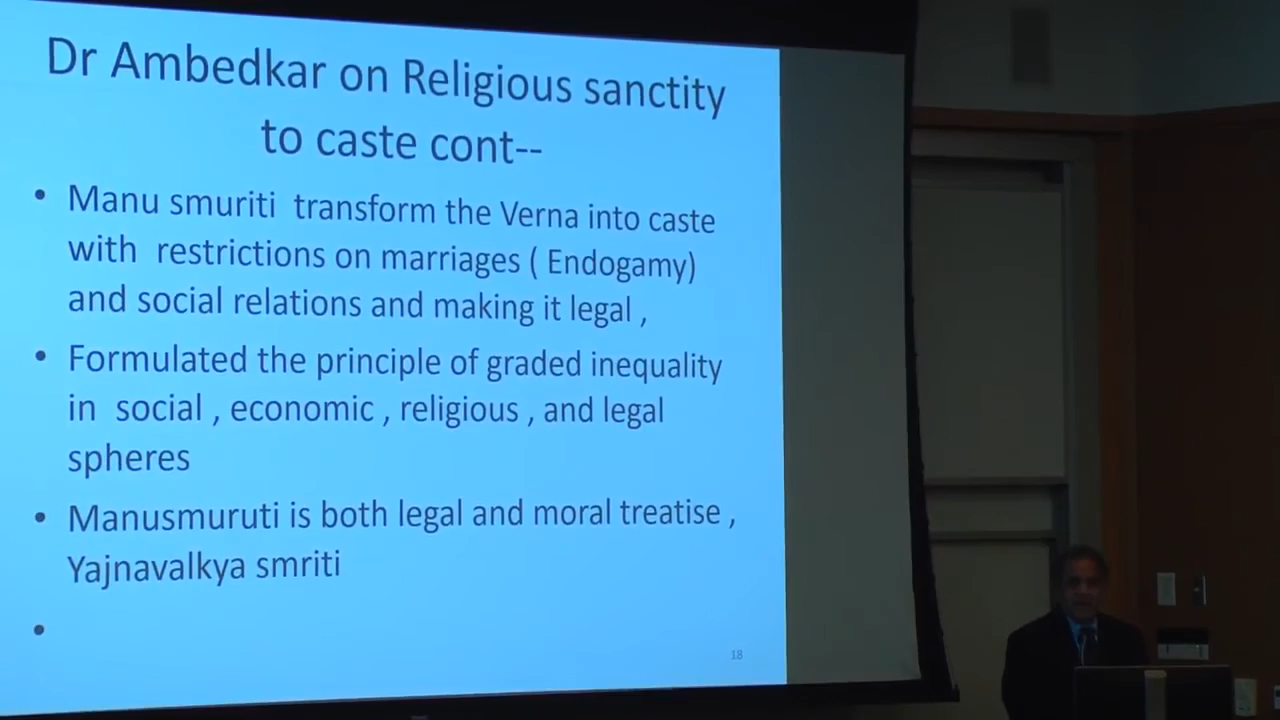 Dr Ambedkar on Religious sanctity
to caste cont--
• Manu smuriti transform the Verna into caste
with restrictions on marriages ( Endogamy)
and social relations and making it legal ,
• Formulated the principle of graded inequality
in social , economic , religious , and legal
spheres
• Manusmuruti is both legal and moral treatise ,
Yajnavalkya smriti
•
18